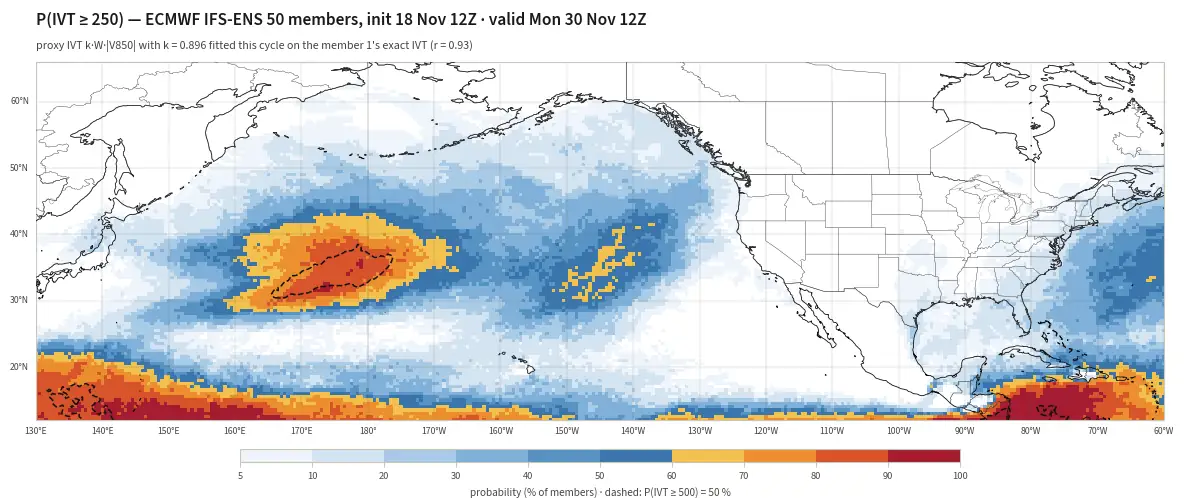 P(IVT ≥ 250) — ECMWF IFS-ENS 50 members, init 18 Nov 12Z · valid Mon 30 Nov 12Z
proxy IVT k·W·|V850| with k = 0.896 fitted this cycle on the member 1's exact IVT (r = 0.93)
60°N
50°N
40°N
30°N
20°N
130°E 140°E 150°E 160°E 170°E 180° 170°W 160°W 150°W 140°W 130°W 120°W 110°W 100°W 90°W 80°W 70°W 60°W
5 10 20 30 40 50 60 70 80 90 100
probability (% of members) · dashed: P(IVT ≥ 500) = 50 %